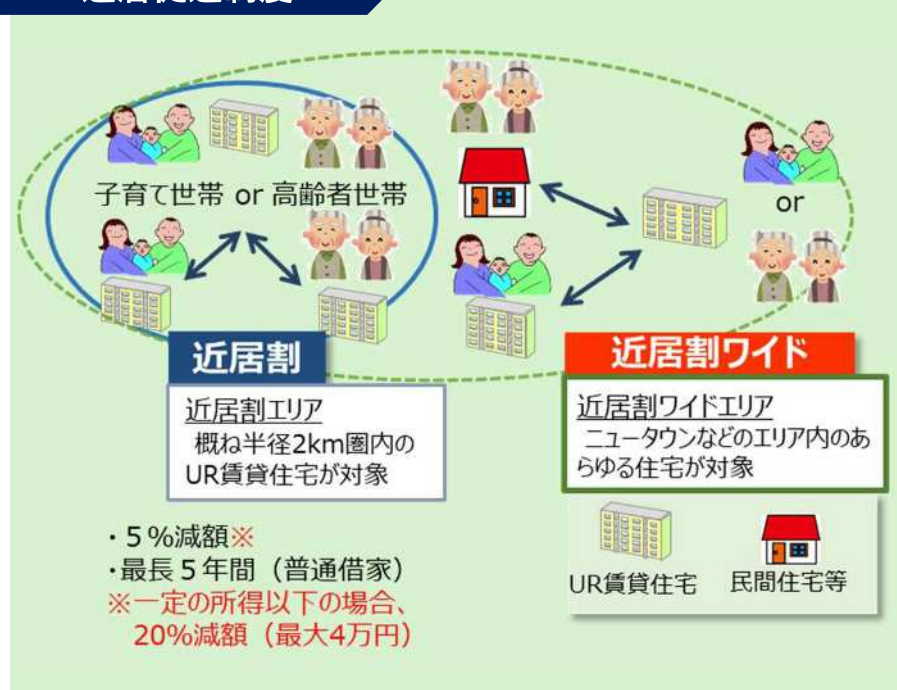 近居促進制度
子育て世帯 or 高齢者世帯
or
近居割
近居割エリア
概ね半径2km圏内の
UR賃貸住宅が対象
近居割ワイド
近居割ワイドエリア
ニュータウンなどのエリア内のあ
らゆる住宅が対象
UR賃貸住宅
民間住宅等
・5%減額※
・最長5年間（普通借家）
※一定の所得以下の場合、
20%減額（最大4万円）